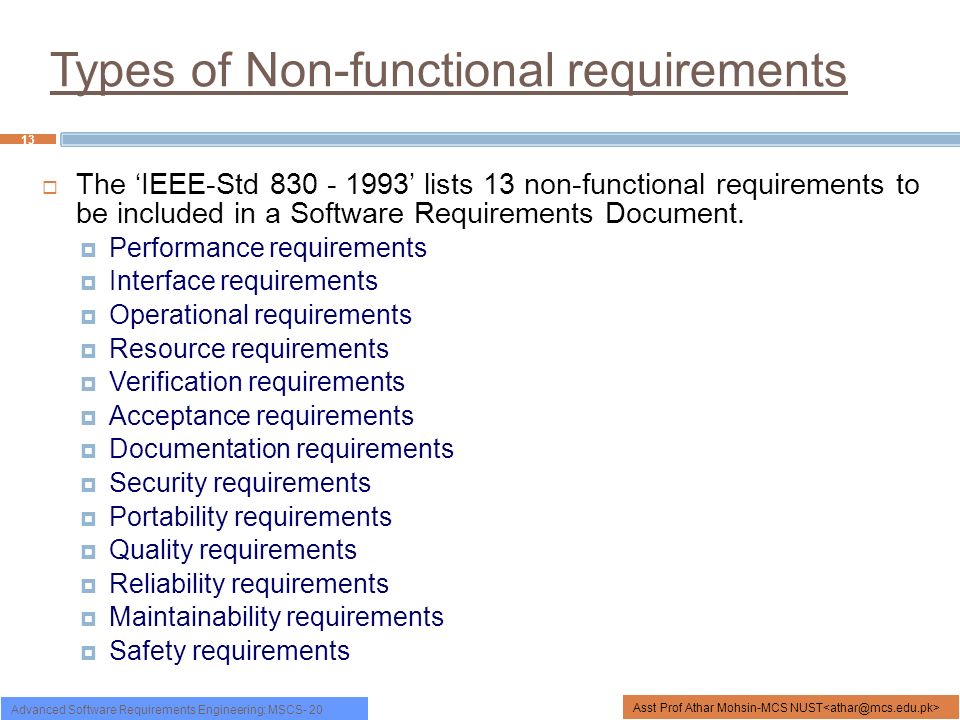 Types of Non-functional requirements
13
The ‘IEEE-Std 830 - 1993’ lists 13 non-functional requirements to
be included in a Software Requirements Document.
Performance requirements
Interface requirements
Operational requirements
Resource requirements
Verification requirements
Acceptance requirements
Documentation requirements
Security requirements
Portability requirements
Quality requirements
Reliability requirements
Maintainability requirements
Safety requirements
Advanced Software Requirements Engineering: MSCS- 20
Asst Prof Athar Mohsin-MCS NUST<athar@mcs.edu.pk>